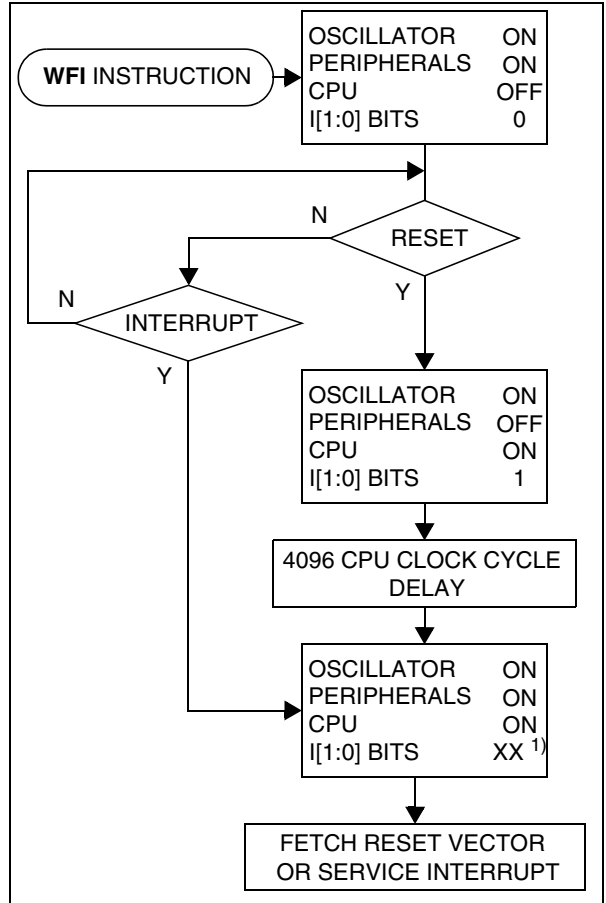 WFI INSTRUCTION
OSCILLATOR ON
PERIPHERALS ON
CPU OFF
I[1:0] BITS 0
N
RESET
N
INTERRUPT
Y
Y
OSCILLATOR ON
PERIPHERALS OFF
CPU ON
I[1:0] BITS 1
4096 CPU CLOCK CYCLE
DELAY
OSCILLATOR ON
PERIPHERALS ON
CPU ON
I[1:0] BITS XX 1)
FETCH RESET VECTOR
OR SERVICE INTERRUPT